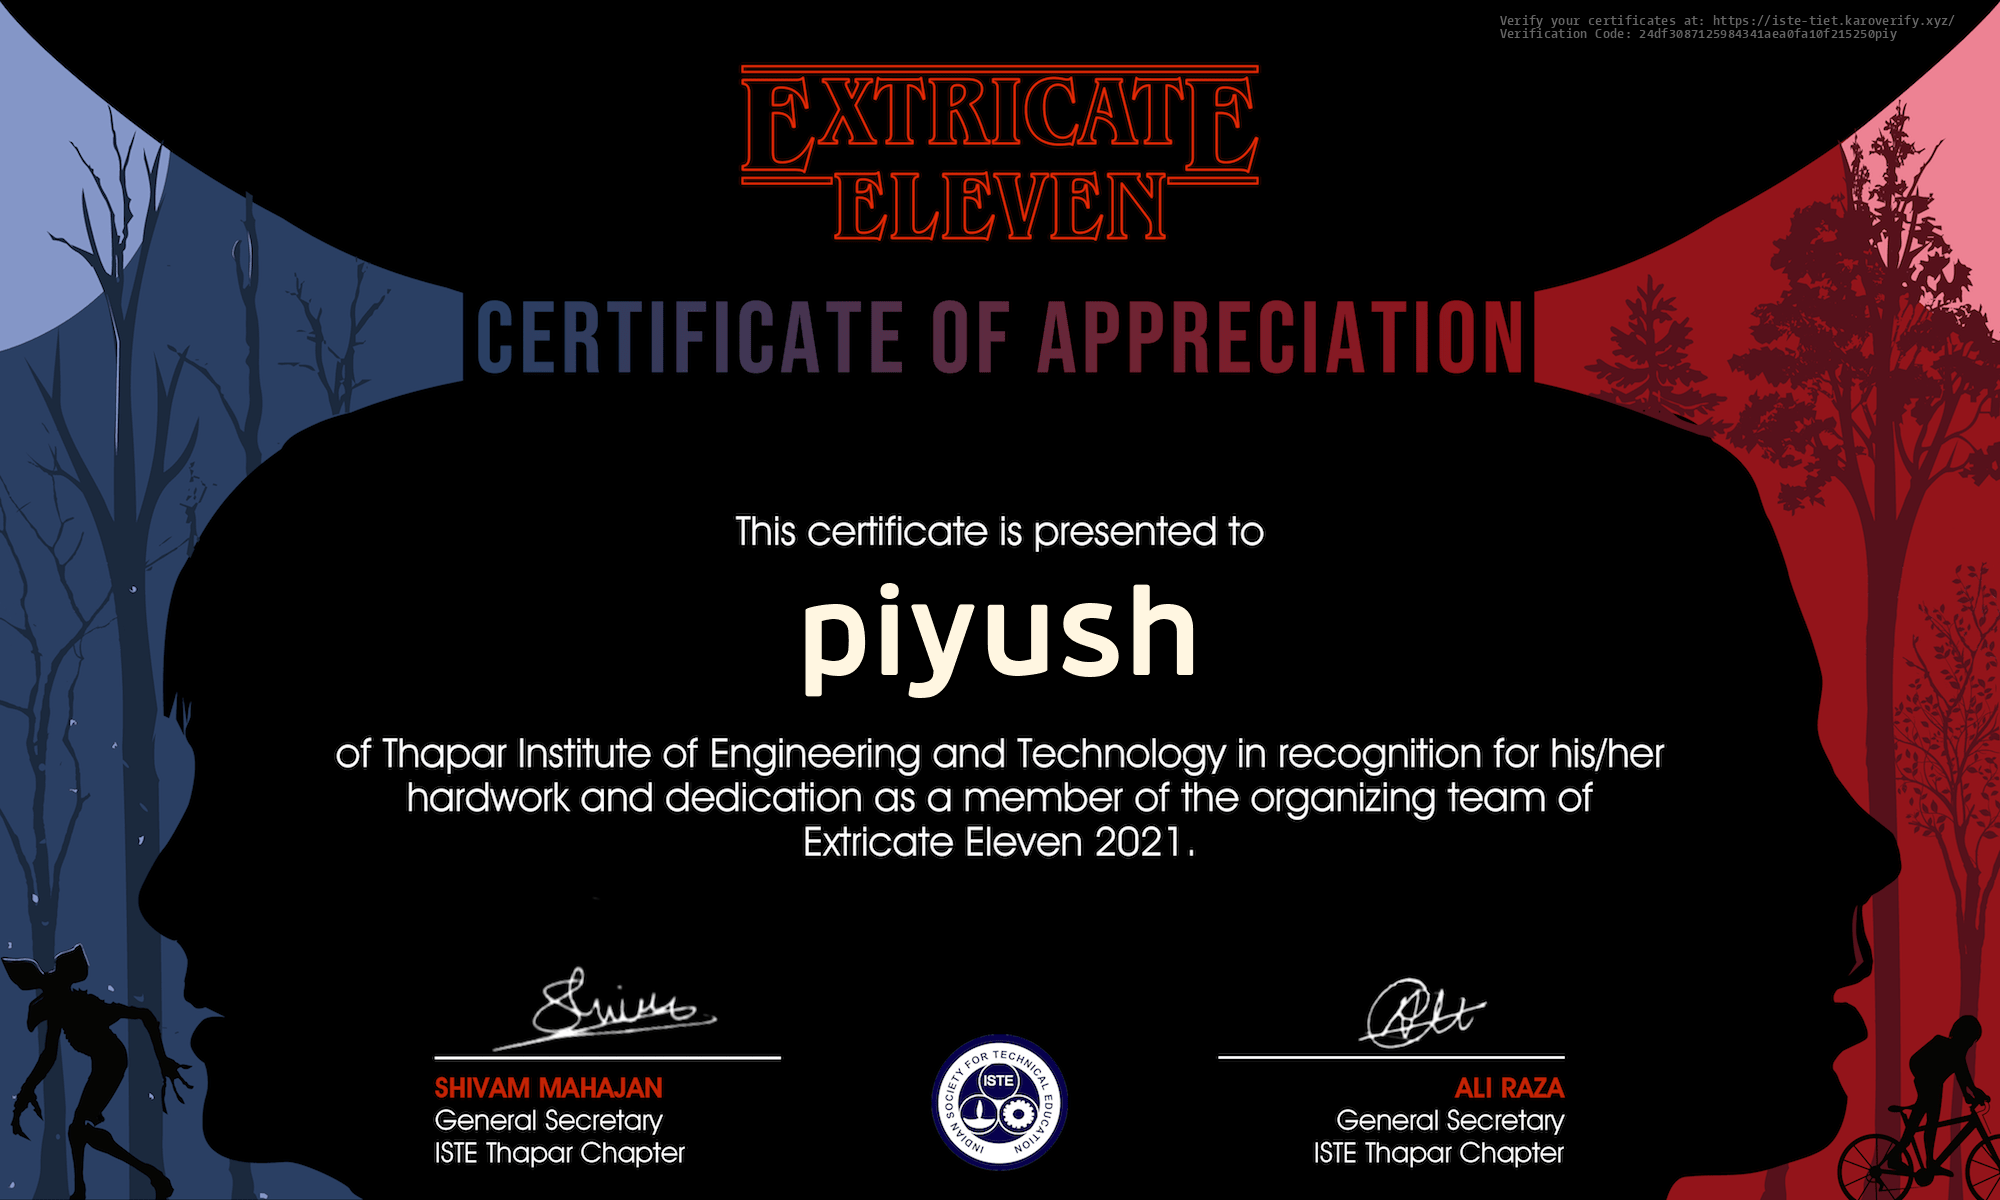 Verify your certificates at: https://iste-tiet.karoverify.xyz/
Verification Code: 24df3087125984341aea0fa10f215250piy
EXTRICATE
ELEVEN
CERTIFICATE OF APPRECIATION
This certificate is presented to
piyush
of Thapar Institute of Engineering and Technology in recognition for his/her
hardwork and dedication as a member of the organizing team of
Extricate Eleven 2021.
SHIVAM MAHAJAN
General Secretary
ISTE Thapar Chapter
INDIAN SOCIETY FOR TECHNICAL EDUCATION
ISTE
ALI RAZA
General Secretary
ISTE Thapar Chapter